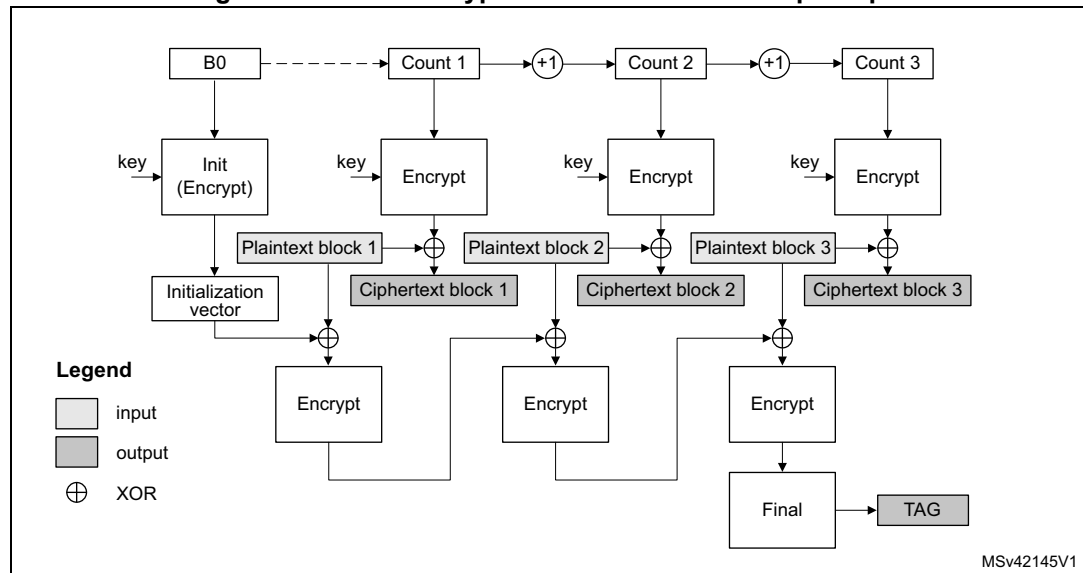 B0
Count 1
+1
Count 2
+1
Count 3
key
Init
(Encrypt)
key
Encrypt
key
Encrypt
key
Encrypt
Plaintext block 1
Plaintext block 2
Plaintext block 3
Ciphertext block 1
Ciphertext block 2
Ciphertext block 3
Initialization
vector
Legend
input
output
XOR
Encrypt
Encrypt
Encrypt
Final
TAG
MSv42145V1